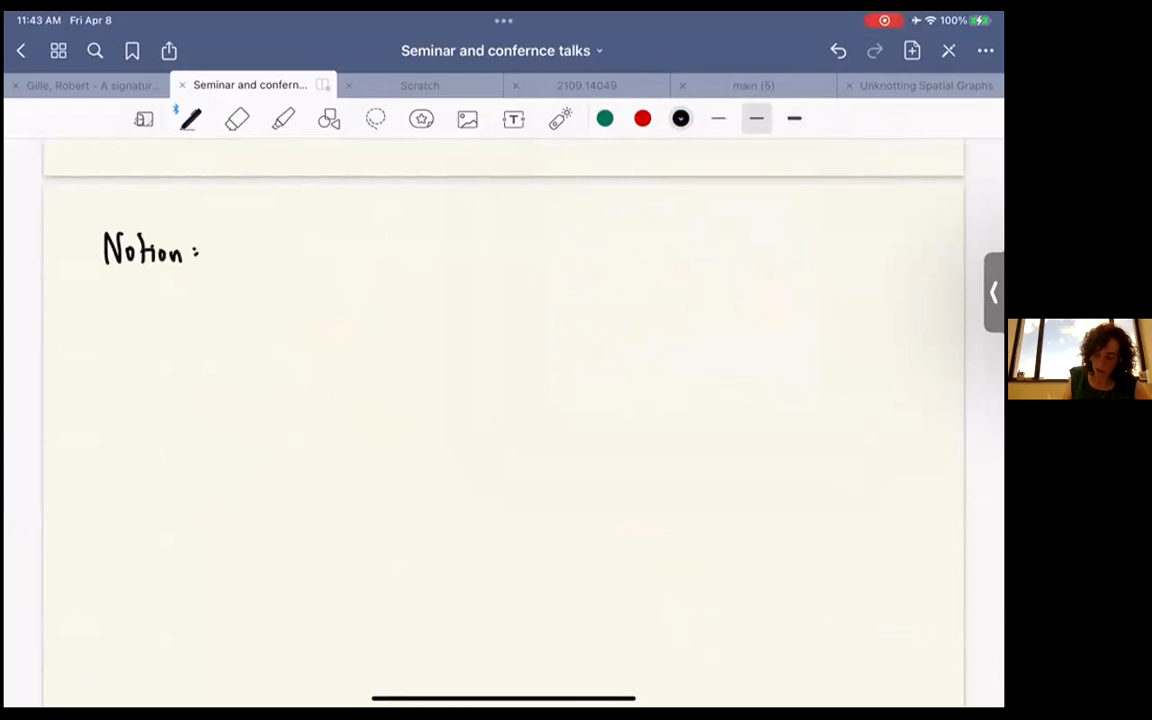 11:43 AM Fri Apr 8
100%
Seminar and confernce talks
Gille, Robert - A signatur...
Seminar and confern...
Scratch
2109.14049
main (5)
Unknotting Spatial Graphs
Notion: